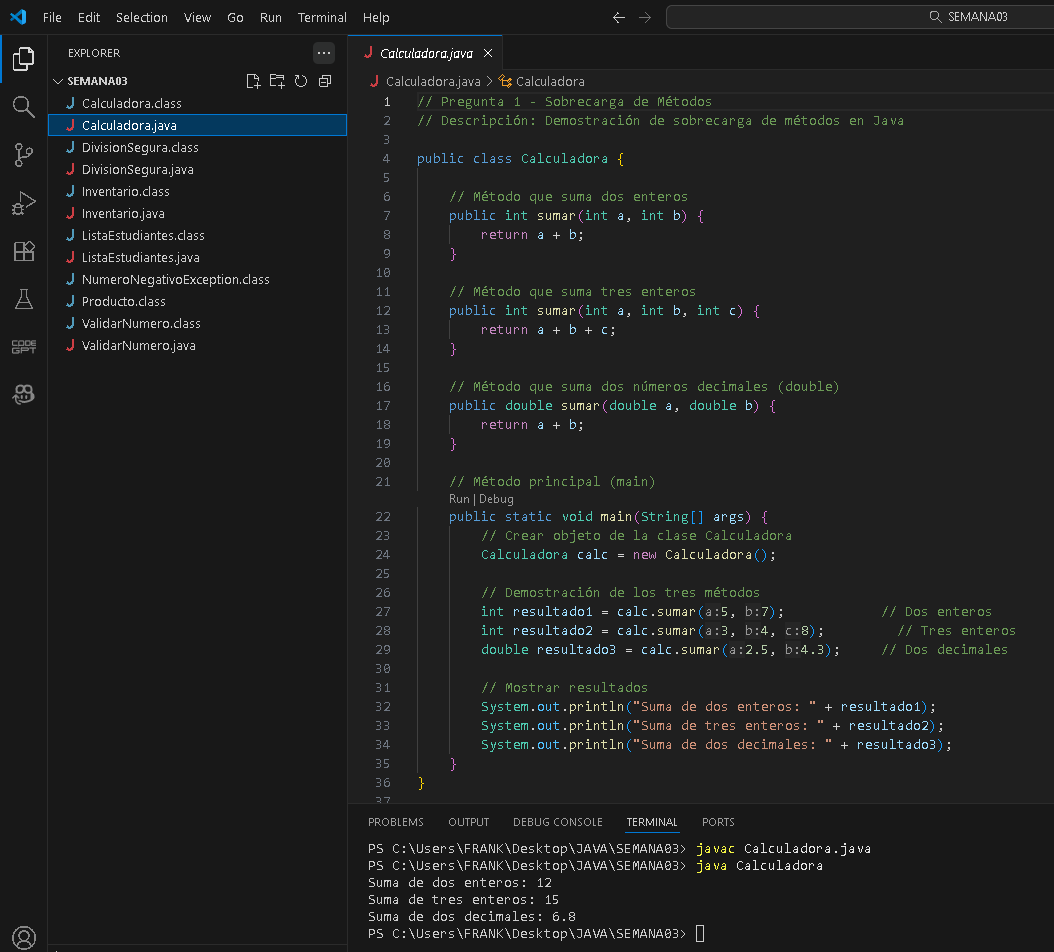 File Edit Selection View Go Run Terminal Help
SEMANA03
EXPLORER
SEMANA03
Calculadora.class
Calculadora.java
DivisionSegura.class
DivisionSegura.java
Inventario.class
Inventario.java
ListaEstudiantes.class
ListaEstudiantes.java
NumeroNegativoException.class
Producto.class
ValidarNumero.class
ValidarNumero.java
CODE
GPT
Calculadora.java
Calculadora.java > Calculadora
1 // Pregunta 1 - Sobrecarga de Métodos
2 // Descripción: Demostración de sobrecarga de métodos en Java
3
4 public class Calculadora {
5
6 // Método que suma dos enteros
7 public int sumar(int a, int b) {
8 return a + b;
9 }
10
11 // Método que suma tres enteros
12 public int sumar(int a, int b, int c) {
13 return a + b + c;
14 }
15
16 // Método que suma dos números decimales (double)
17 public double sumar(double a, double b) {
18 return a + b;
19 }
20
21 // Método principal (main)
Run | Debug
22 public static void main(String[] args) {
23 // Crear objeto de la clase Calculadora
24 Calculadora calc = new Calculadora();
25
26 // Demostración de los tres métodos
27 int resultado1 = calc.sumar(a:5, b:7); // Dos enteros
28 int resultado2 = calc.sumar(a:3, b:4, c:8); // Tres enteros
29 double resultado3 = calc.sumar(a:2.5, b:4.3); // Dos decimales
30
31 // Mostrar resultados
32 System.out.println("Suma de dos enteros: " + resultado1);
33 System.out.println("Suma de tres enteros: " + resultado2);
34 System.out.println("Suma de dos decimales: " + resultado3);
35 }
36 }
37
PROBLEMS OUTPUT DEBUG CONSOLE TERMINAL PORTS
PS C:\Users\FRANK\Desktop\JAVA\SEMANA03> javac Calculadora.java
PS C:\Users\FRANK\Desktop\JAVA\SEMANA03> java Calculadora
Suma de dos enteros: 12
Suma de tres enteros: 15
Suma de dos decimales: 6.8
PS C:\Users\FRANK\Desktop\JAVA\SEMANA03>